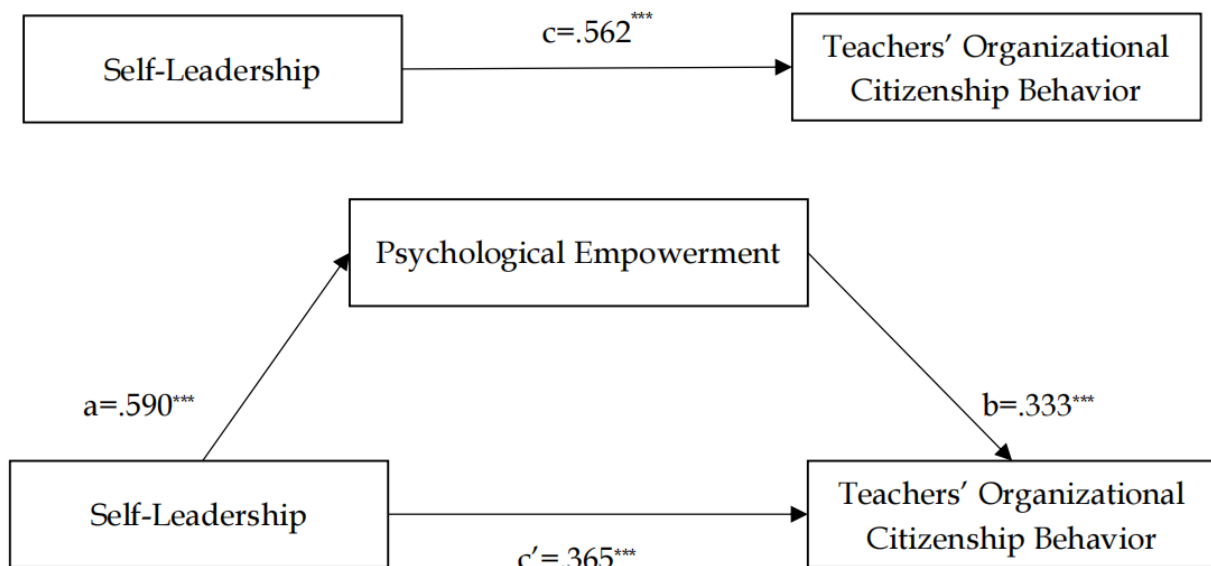 c=.562***
Self-Leadership
Teachers’ Organizational
Citizenship Behavior
Psychological Empowerment
a=.590***
b=.333***
Self-Leadership
Teachers’ Organizational
Citizenship Behavior
c’=.365***